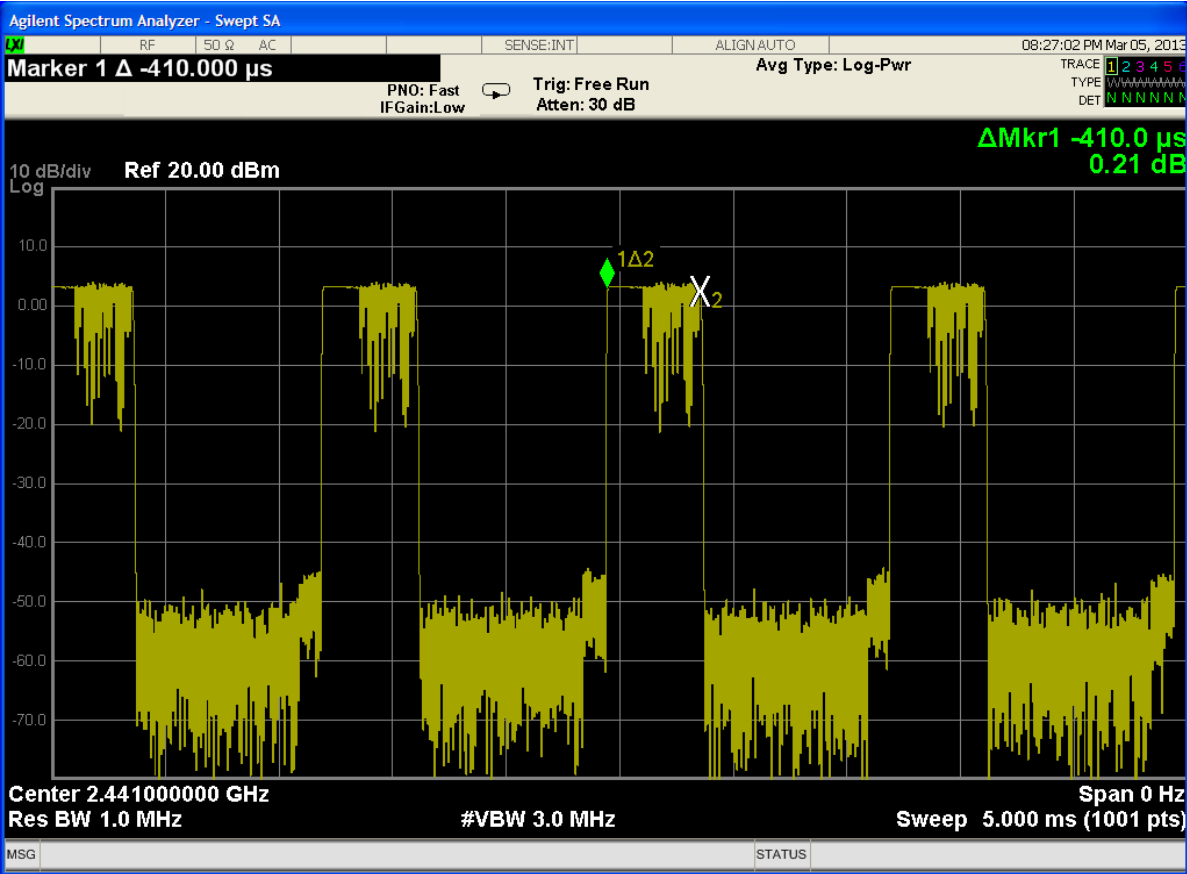 Agilent Spectrum Analyzer - Swept SA
LXI RF 50 Ω AC SENSE:INT ALIGN AUTO 08:27:02 PM Mar 05, 2013
Marker 1 Δ -410.000 µs
PNO: Fast
IFGain:Low
Trig: Free Run
Atten: 30 dB
Avg Type: Log-Pwr
TRACE 1 2 3 4 5 6
TYPE
DET N N N N N N
ΔMkr1 -410.0 µs
0.21 dB
10 dB/div
Log
Ref 20.00 dBm
10.0
0.00
-10.0
-20.0
-30.0
-40.0
-50.0
-60.0
-70.0
1Δ2
X2
Center 2.441000000 GHz
Span 0 Hz
Res BW 1.0 MHz
#VBW 3.0 MHz
Sweep 5.000 ms (1001 pts)
MSG
STATUS